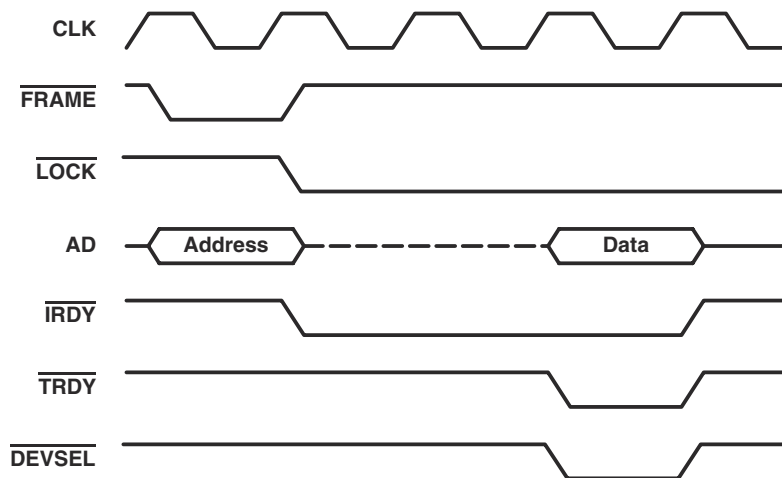 CLK
FRAME
LOCK
AD Address Data
IRDY
TRDY
DEVSEL